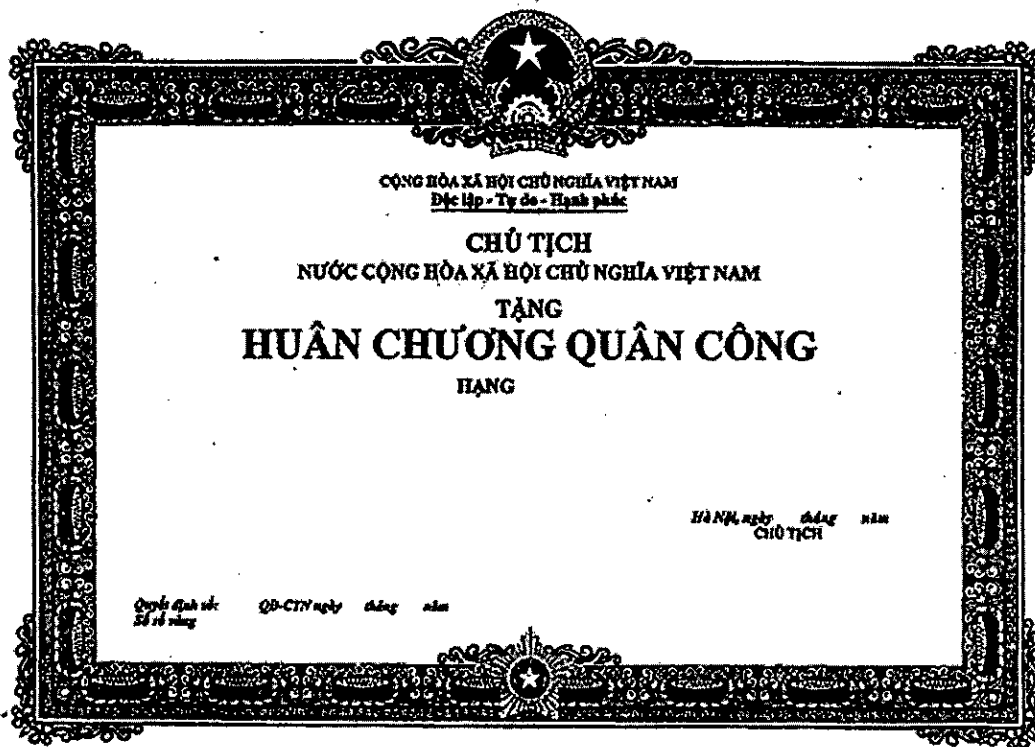 CỘNG HÒA XÃ HỘI CHỦ NGHĨA VIỆT NAM
Độc lập - Tự do - Hạnh phúc
CHỦ TỊCH
NƯỚC CỘNG HÒA XÃ HỘI CHỦ NGHĨA VIỆT NAM
TẶNG
HUÂN CHƯƠNG QUÂN CÔNG
HẠNG
Hà Nội, ngày tháng năm
CHỦ TỊCH
Quyết định số: QĐ-CTN ngày tháng năm
Số sổ vàng